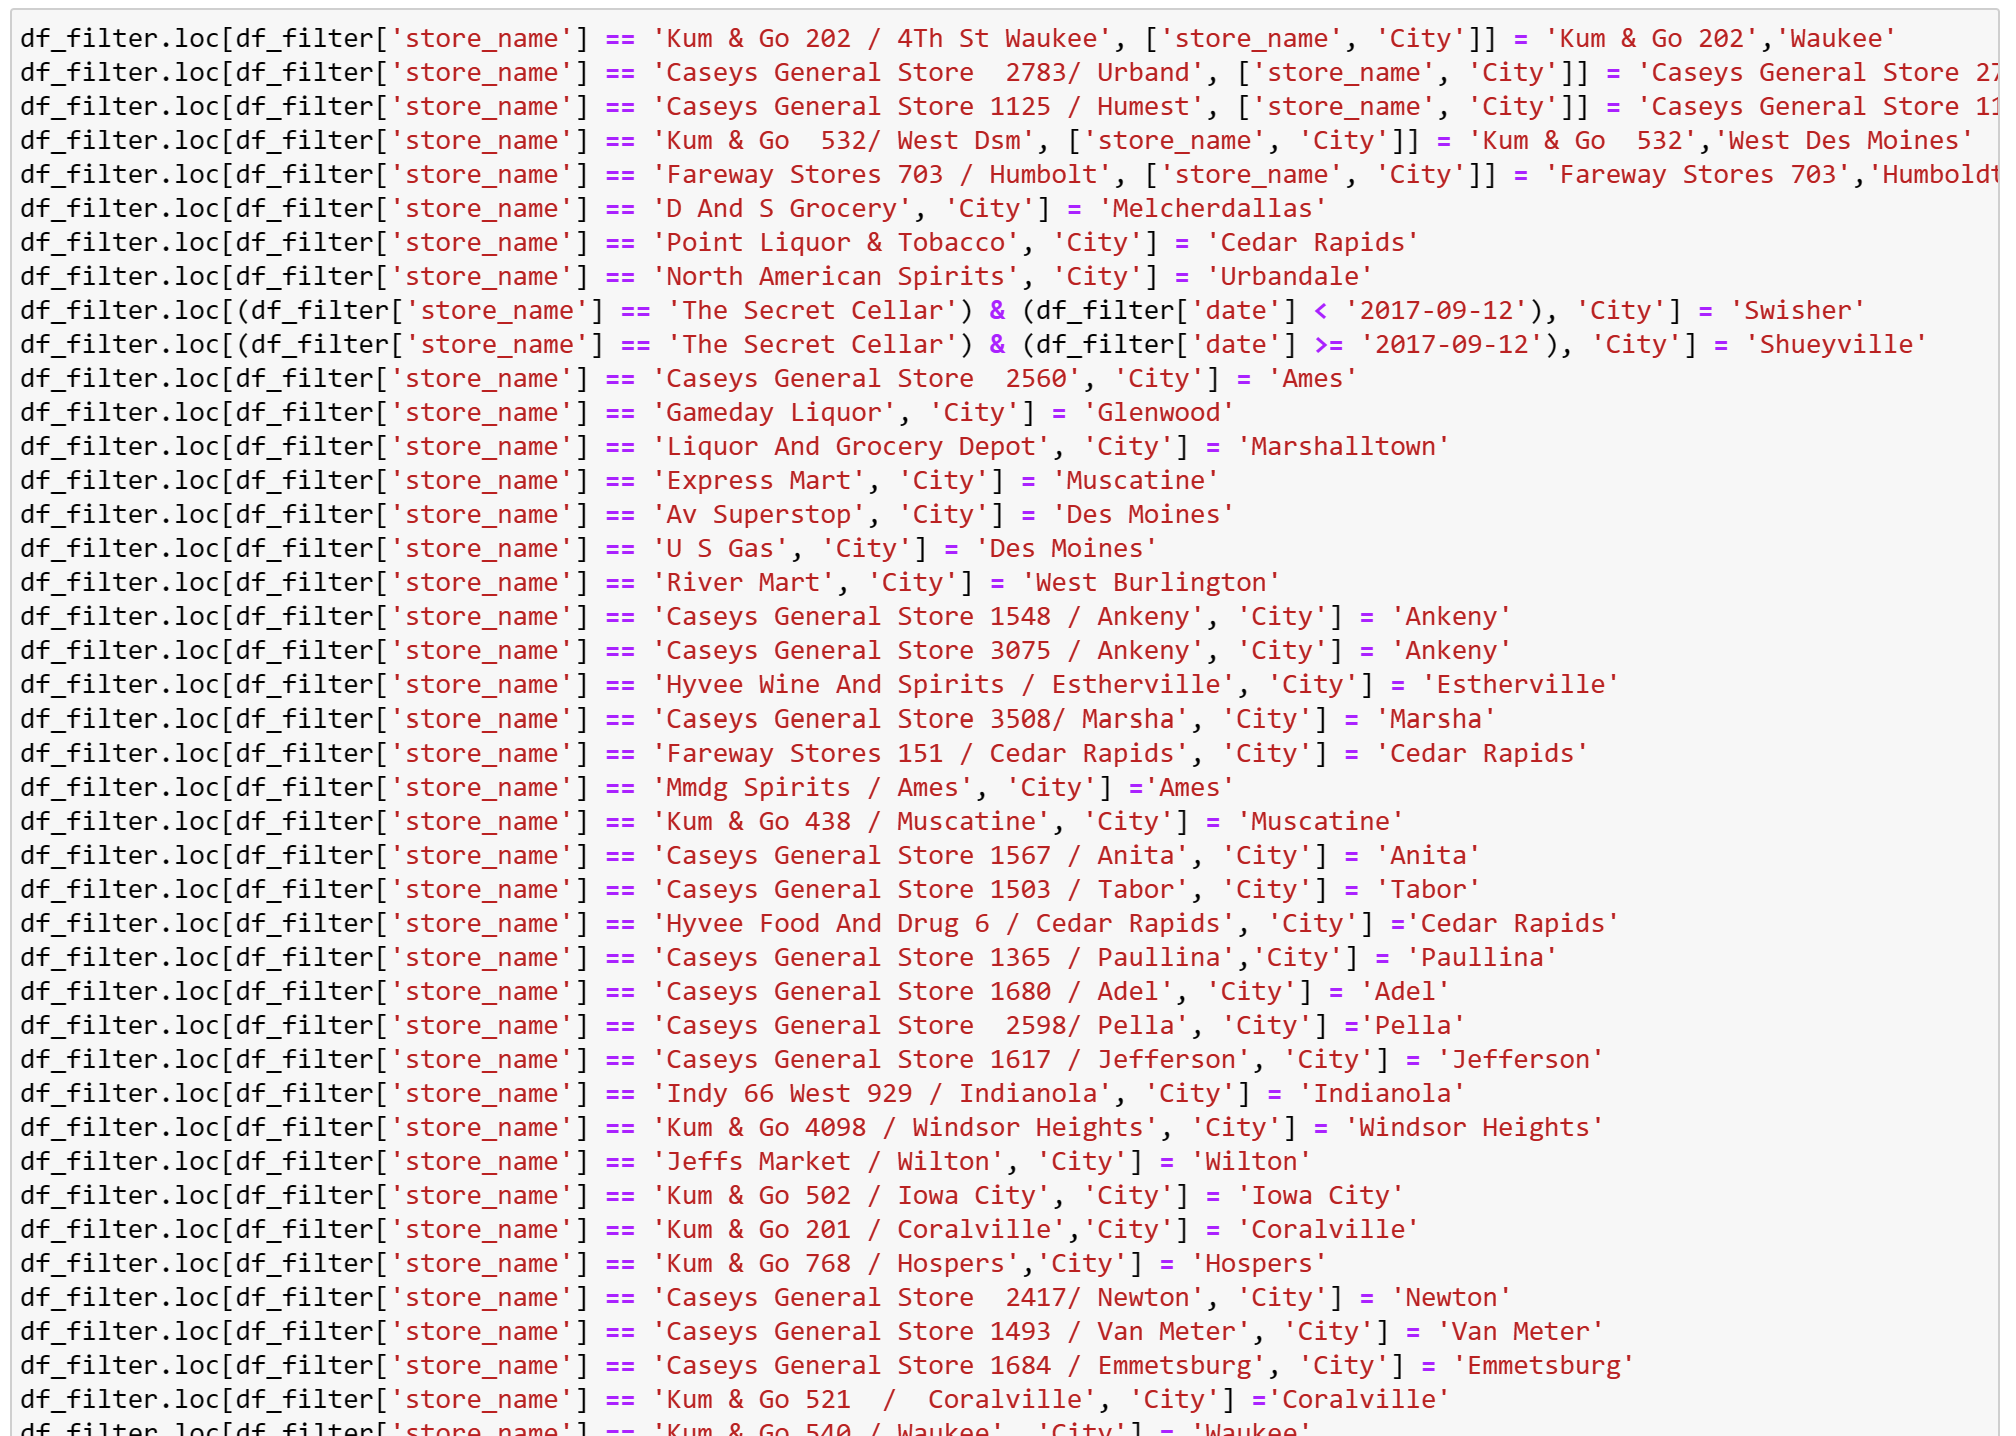 df_filter.loc[df_filter['store_name'] == 'Kum & Go 202 / 4Th St Waukee', ['store_name', 'City']] = 'Kum & Go 202','Waukee'
df_filter.loc[df_filter['store_name'] == 'Caseys General Store  2783/ Urband', ['store_name', 'City']] = 'Caseys General Store 27
df_filter.loc[df_filter['store_name'] == 'Caseys General Store 1125 / Humest', ['store_name', 'City']] = 'Caseys General Store 11
df_filter.loc[df_filter['store_name'] == 'Kum & Go  532/ West Dsm', ['store_name', 'City']] = 'Kum & Go  532','West Des Moines'
df_filter.loc[df_filter['store_name'] == 'Fareway Stores 703 / Humbolt', ['store_name', 'City']] = 'Fareway Stores 703','Humboldt
df_filter.loc[df_filter['store_name'] == 'D And S Grocery', 'City'] = 'Melcherdallas'
df_filter.loc[df_filter['store_name'] == 'Point Liquor & Tobacco', 'City'] = 'Cedar Rapids'
df_filter.loc[df_filter['store_name'] == 'North American Spirits', 'City'] = 'Urbandale'
df_filter.loc[(df_filter['store_name'] == 'The Secret Cellar') & (df_filter['date'] < '2017-09-12'), 'City'] = 'Swisher'
df_filter.loc[(df_filter['store_name'] == 'The Secret Cellar') & (df_filter['date'] >= '2017-09-12'), 'City'] = 'Shueyville'
df_filter.loc[df_filter['store_name'] == 'Caseys General Store  2560', 'City'] = 'Ames'
df_filter.loc[df_filter['store_name'] == 'Gameday Liquor', 'City'] = 'Glenwood'
df_filter.loc[df_filter['store_name'] == 'Liquor And Grocery Depot', 'City'] = 'Marshalltown'
df_filter.loc[df_filter['store_name'] == 'Express Mart', 'City'] = 'Muscatine'
df_filter.loc[df_filter['store_name'] == 'Av Superstop', 'City'] = 'Des Moines'
df_filter.loc[df_filter['store_name'] == 'U S Gas', 'City'] = 'Des Moines'
df_filter.loc[df_filter['store_name'] == 'River Mart', 'City'] = 'West Burlington'
df_filter.loc[df_filter['store_name'] == 'Caseys General Store 1548 / Ankeny', 'City'] = 'Ankeny'
df_filter.loc[df_filter['store_name'] == 'Caseys General Store 3075 / Ankeny', 'City'] = 'Ankeny'
df_filter.loc[df_filter['store_name'] == 'Hyvee Wine And Spirits / Estherville', 'City'] = 'Estherville'
df_filter.loc[df_filter['store_name'] == 'Caseys General Store 3508/ Marsha', 'City'] = 'Marsha'
df_filter.loc[df_filter['store_name'] == 'Fareway Stores 151 / Cedar Rapids', 'City'] = 'Cedar Rapids'
df_filter.loc[df_filter['store_name'] == 'Mmdg Spirits / Ames', 'City'] ='Ames'
df_filter.loc[df_filter['store_name'] == 'Kum & Go 438 / Muscatine', 'City'] = 'Muscatine'
df_filter.loc[df_filter['store_name'] == 'Caseys General Store 1567 / Anita', 'City'] = 'Anita'
df_filter.loc[df_filter['store_name'] == 'Caseys General Store 1503 / Tabor', 'City'] = 'Tabor'
df_filter.loc[df_filter['store_name'] == 'Hyvee Food And Drug 6 / Cedar Rapids', 'City'] ='Cedar Rapids'
df_filter.loc[df_filter['store_name'] == 'Caseys General Store 1365 / Paullina','City'] = 'Paullina'
df_filter.loc[df_filter['store_name'] == 'Caseys General Store 1680 / Adel', 'City'] = 'Adel'
df_filter.loc[df_filter['store_name'] == 'Caseys General Store  2598/ Pella', 'City'] ='Pella'
df_filter.loc[df_filter['store_name'] == 'Caseys General Store 1617 / Jefferson', 'City'] = 'Jefferson'
df_filter.loc[df_filter['store_name'] == 'Indy 66 West 929 / Indianola', 'City'] = 'Indianola'
df_filter.loc[df_filter['store_name'] == 'Kum & Go 4098 / Windsor Heights', 'City'] = 'Windsor Heights'
df_filter.loc[df_filter['store_name'] == 'Jeffs Market / Wilton', 'City'] = 'Wilton'
df_filter.loc[df_filter['store_name'] == 'Kum & Go 502 / Iowa City', 'City'] = 'Iowa City'
df_filter.loc[df_filter['store_name'] == 'Kum & Go 201 / Coralville','City'] = 'Coralville'
df_filter.loc[df_filter['store_name'] == 'Kum & Go 768 / Hospers','City'] = 'Hospers'
df_filter.loc[df_filter['store_name'] == 'Caseys General Store  2417/ Newton', 'City'] = 'Newton'
df_filter.loc[df_filter['store_name'] == 'Caseys General Store 1493 / Van Meter', 'City'] = 'Van Meter'
df_filter.loc[df_filter['store_name'] == 'Caseys General Store 1684 / Emmetsburg', 'City'] = 'Emmetsburg'
df_filter.loc[df_filter['store_name'] == 'Kum & Go 521  /  Coralville', 'City'] ='Coralville'
df_filter.loc[df_filter['store_name'] == 'Kum & Go 540 / Waukee', 'City'] = 'Waukee'